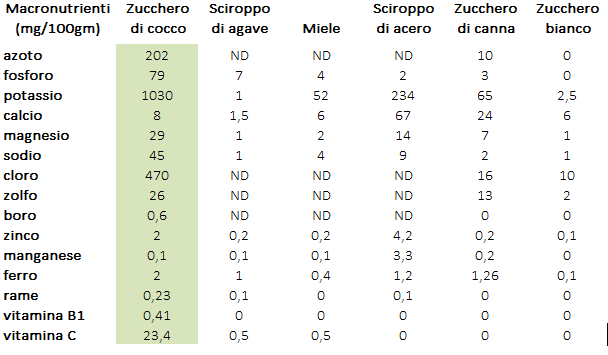 Macronutrienti Zucchero Sciroppo Sciroppo Zucchero Zucchero
(mg/100gm) di cocco di agave Miele di acero di canna bianco
azoto 202 ND ND ND 10 0
fosforo 79 7 4 2 3 0
potassio 1030 1 52 234 65 2,5
calcio 8 1,5 6 67 24 6
magnesio 29 1 2 14 7 1
sodio 45 1 4 9 2 1
cloro 470 ND ND ND 16 10
zolfo 26 ND ND ND 13 2
boro 0,6 ND ND ND 0 0
zinco 2 0,2 0,2 4,2 0,2 0,1
manganese 0,1 0,1 0,1 3,3 0,2 0
ferro 2 1 0,4 1,2 1,26 0,1
rame 0,23 0,1 0 0,1 0 0
vitamina B1 0,41 0 0 0 0 0
vitamina C 23,4 0,5 0,5 0 0 0